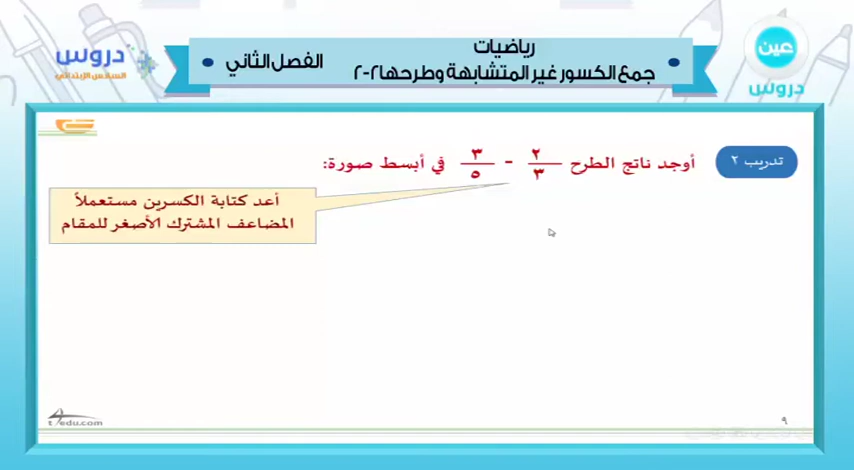 عين
دروس
رياضيات
جمع الكسور غير المتشابهة وطرحها ٢-٢
الفصل الثاني
دروس
السادس الابتدائي
تدريب ٢
أوجد ناتج الطرح ٢/٣ - ٣/٥ في أبسط صورة:
أعد كتابة الكسرين مستعملاً
المضاعف المشترك الأصغر للمقام
t4edu.com
٩